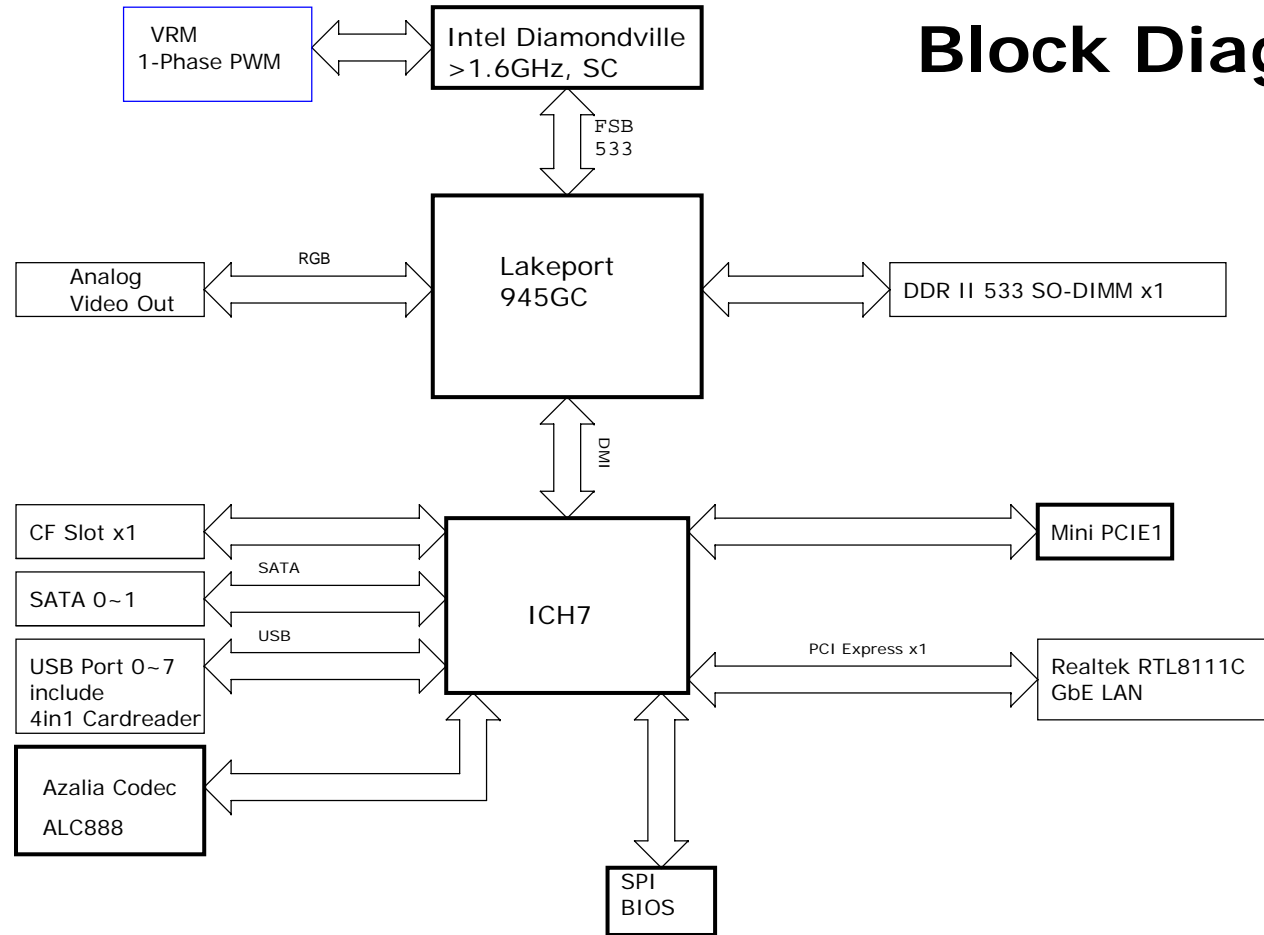 Block Diag
VRM
1-Phase PWM
Intel Diamondville
>1.6GHz, SC
FSB
533
Analog
Video Out
RGB
Lakeport
945GC
DDR II 533 SO-DIMM x1
DMI
CF Slot x1
Mini PCIE1
SATA
SATA 0~1
ICH7
USB
USB Port 0~7
include
4in1 Cardreader
PCI Express x1
Realtek RTL8111C
GbE LAN
Azalia Codec
ALC888
SPI
BIOS